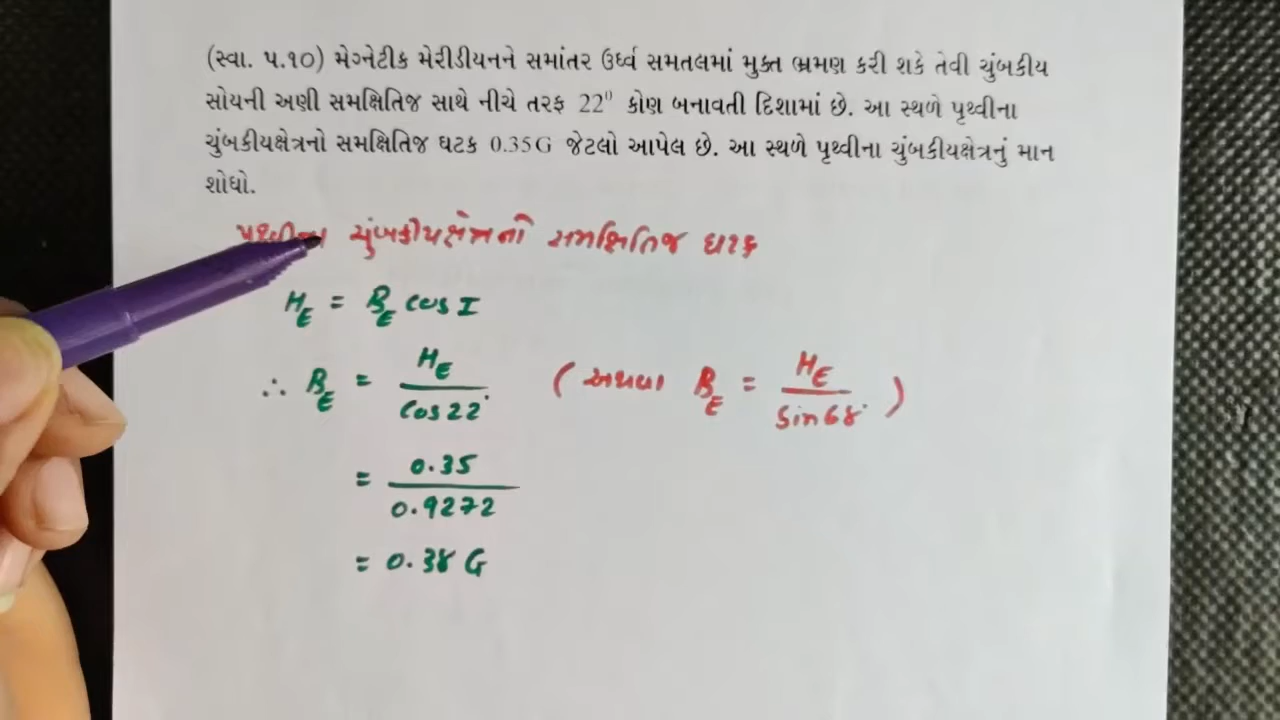 (સ્વા. ૫.૧૦) મેગ્નેટીક મેરીડીયનને સમાંતર ઉર્ધ્વ સમતલમાં મુક્ત ભ્રમણ કરી શકે તેવી ચુંબકીય
સોયની અણી સમક્ષિતિજ સાથે નીચે તરફ 22⁰ કોણ બનાવતી દિશામાં છે. આ સ્થળે પૃથ્વીના
ચુંબકીયક્ષેત્રનો સમક્ષિતિજ ઘટક 0.35G જેટલો આપેલ છે. આ સ્થળે પૃથ્વીના ચુંબકીયક્ષેત્રનું માન
શોધો.
ચુંબકીયક્ષેત્રનો સમક્ષિતિજ ઘટક
H_E = B_E cos I
∴ B_E = H_E / cos 22° (અથવા B_E = H_E / Sin 68°)
= 0.35 / 0.9272
= 0.38 G